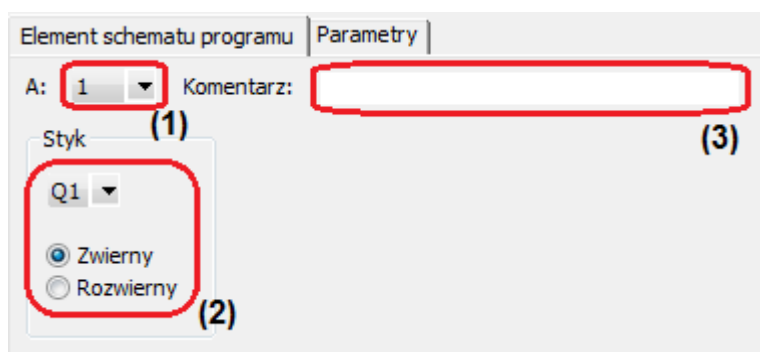 Element schematu programu Parametry
A: 1 Komentarz:
(1)
(3)
Styk
Q1
Zwierny
Rozwierny
(2)